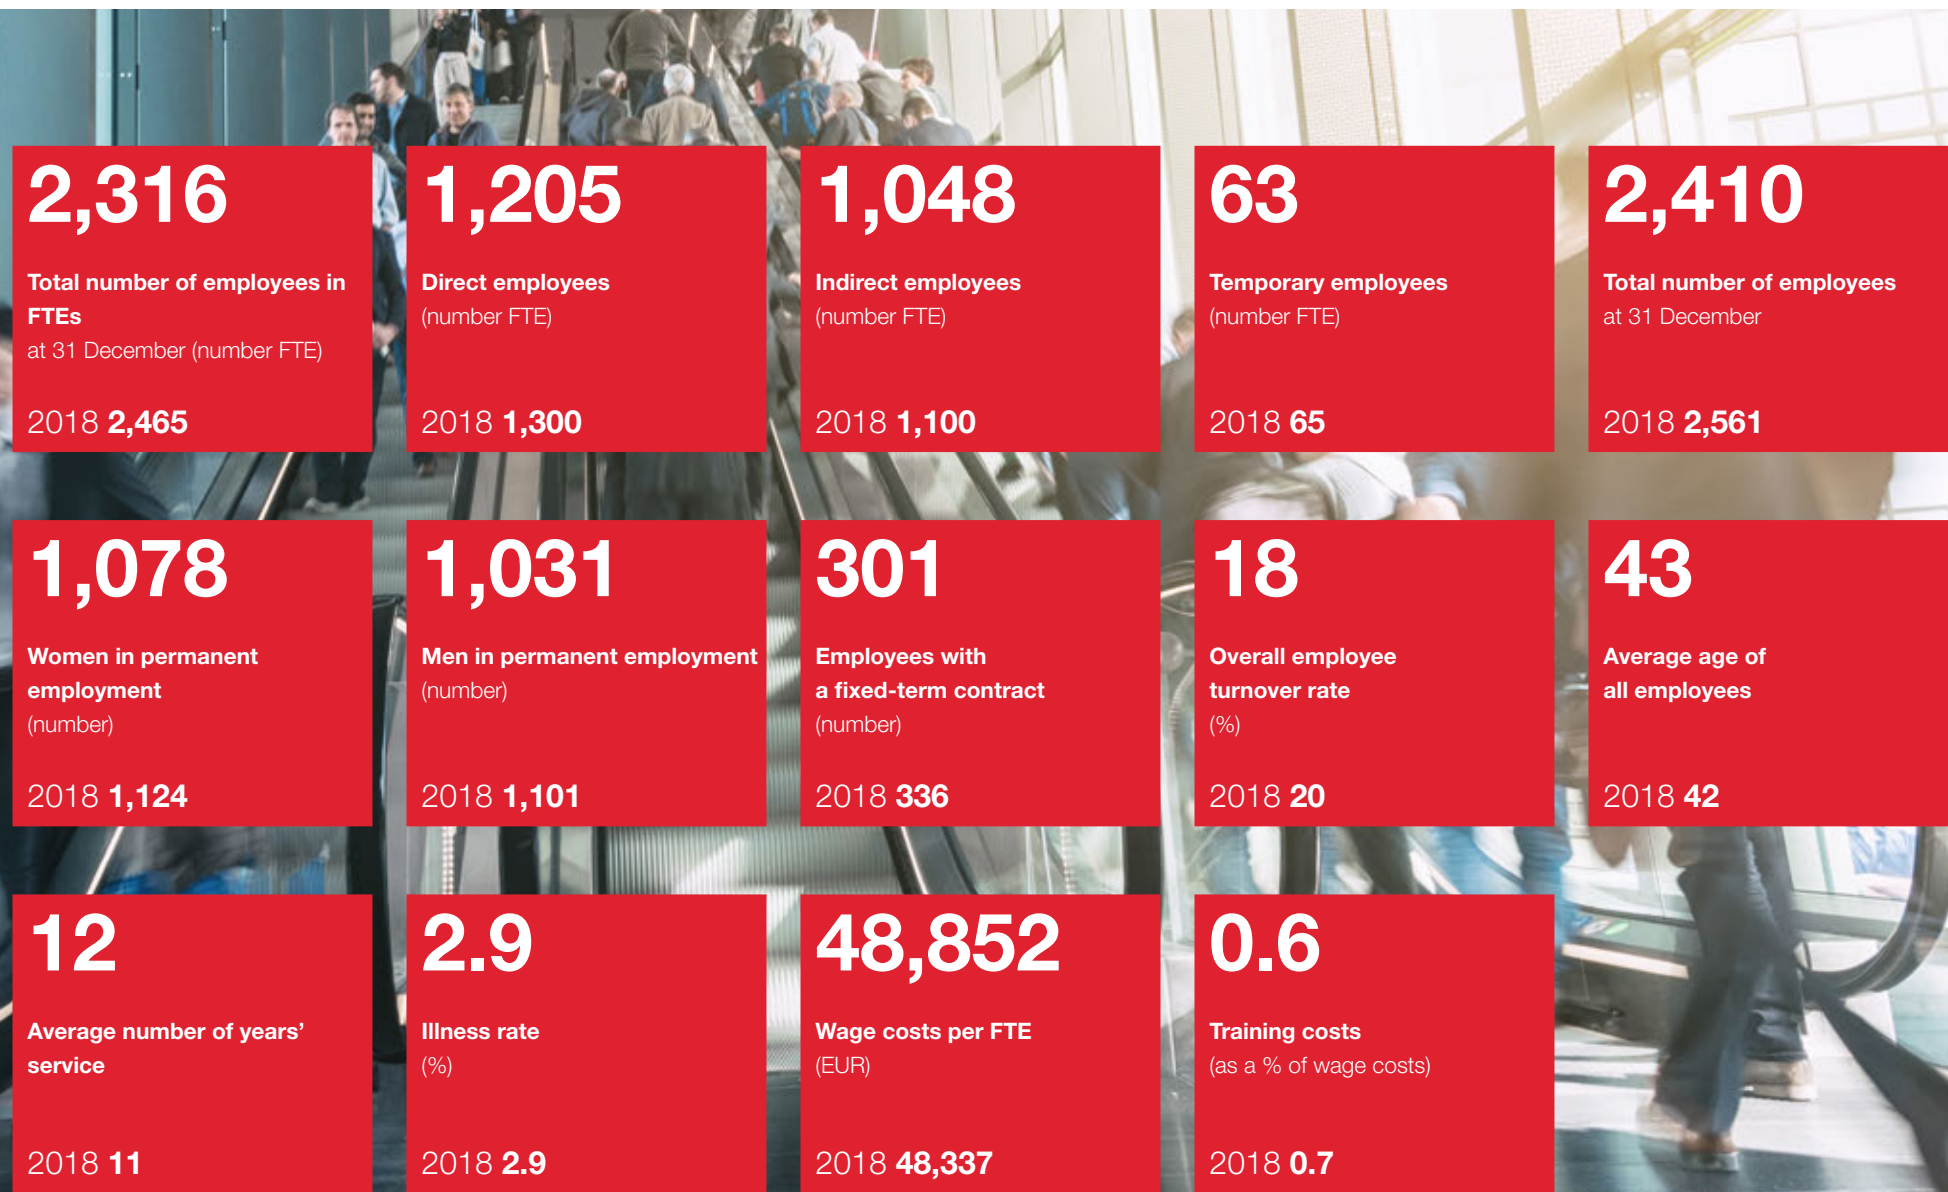 2,316
Total number of employees in
FTEs
at 31 December (number FTE)
2018 2,465
1,205
Direct employees
(number FTE)
2018 1,300
1,048
Indirect employees
(number FTE)
2018 1,100
63
Temporary employees
(number FTE)
2018 65
2,410
Total number of employees
at 31 December
2018 2,561
1,078
Women in permanent
employment
(number)
2018 1,124
1,031
Men in permanent employment
(number)
2018 1,101
301
Employees with
a fixed-term contract
(number)
2018 336
18
Overall employee
turnover rate
(%)
2018 20
43
Average age of
all employees
2018 42
12
Average number of years’
service
2018 11
2.9
Illness rate
(%)
2018 2.9
48,852
Wage costs per FTE
(EUR)
2018 48,337
0.6
Training costs
(as a % of wage costs)
2018 0.7